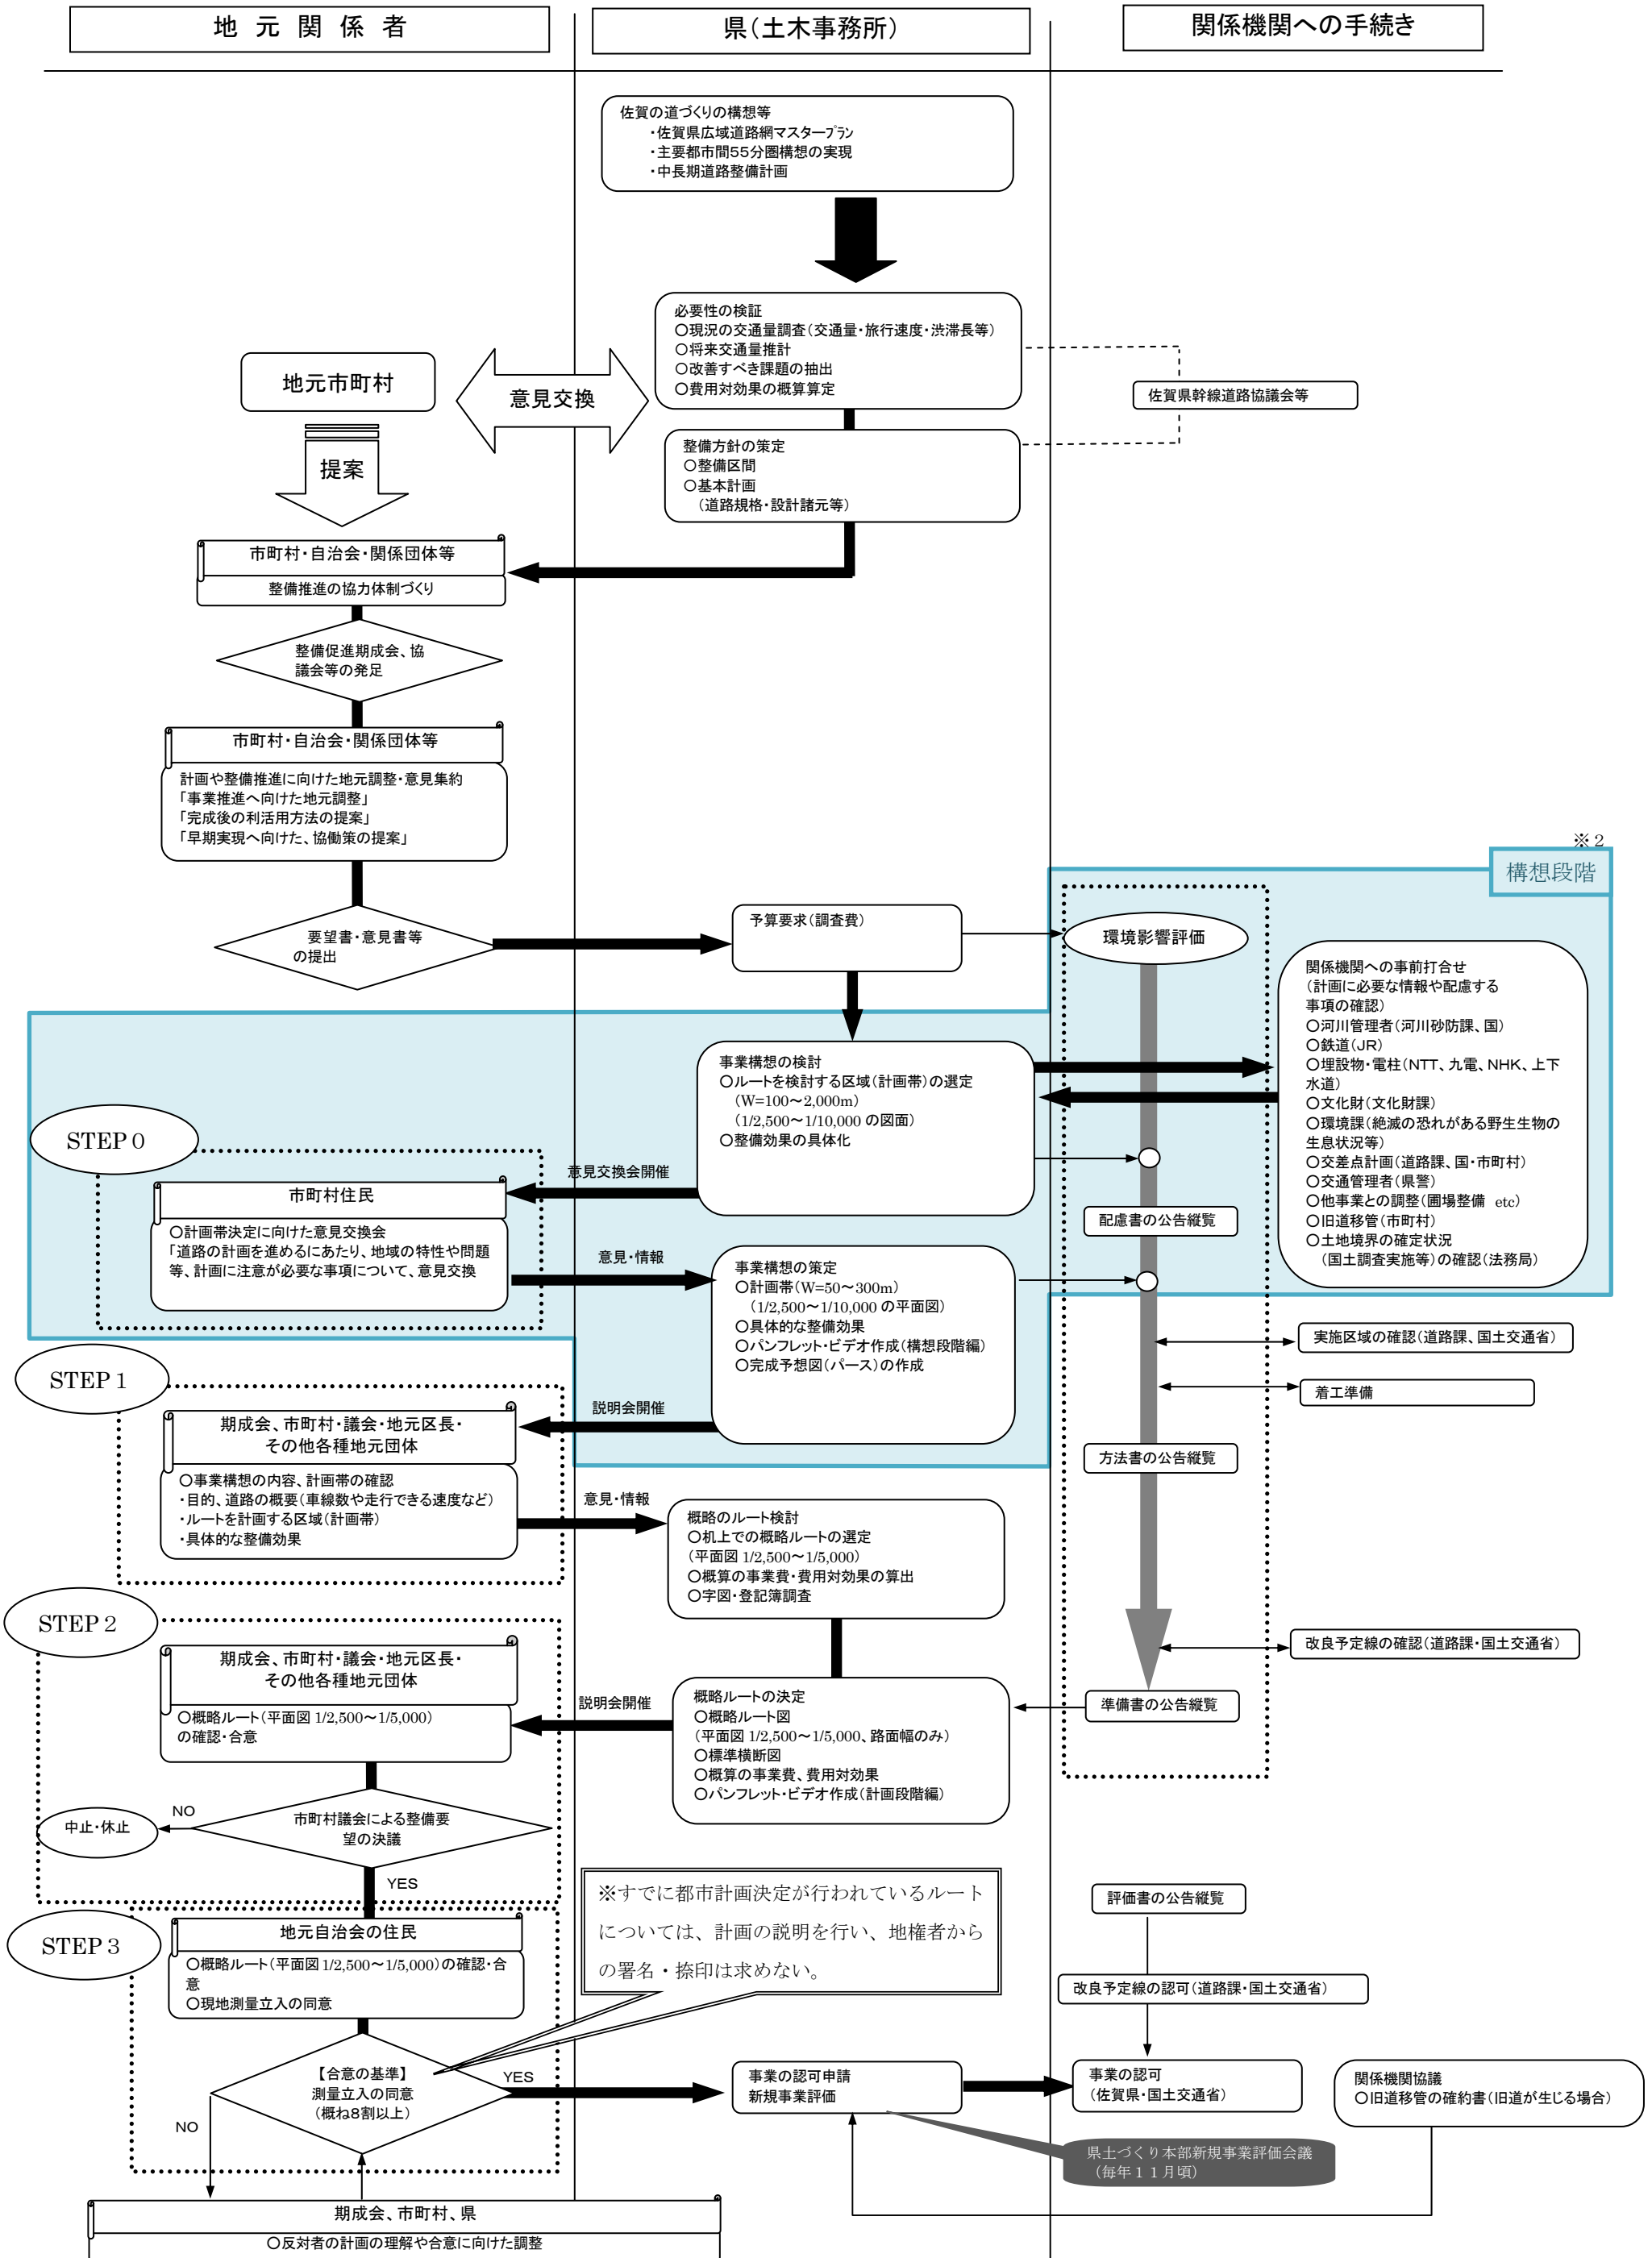 地 元 関 係 者
県（土木事務所）
関係機関への手続き
佐賀の道づくりの構想等
・佐賀県広域道路網マスタープラン
・主要都市間55分圏構想の実現
・中長期道路整備計画
必要性の検証
○現況の交通量調査（交通量・旅行速度・渋滞長等）
○将来交通量推計
○改善すべき課題の抽出
○費用対効果の概算算定
地元市町村
意見交換
佐賀県幹線道路協議会等
整備方針の策定
○整備区間
○基本計画
（道路規格・設計諸元等）
提案
市町村・自治会・関係団体等
整備推進の協力体制づくり
整備促進期成会、協
議会等の発足
市町村・自治会・関係団体等
計画や整備推進に向けた地元調整・意見集約
「事業推進へ向けた地元調整」
「完成後の利活用方法の提案」
「早期実現へ向けた、協働策の提案」
※２
構想段階
要望書・意見書等
の提出
予算要求（調査費）
環境影響評価
関係機関への事前打合せ
（計画に必要な情報や配慮する
事項の確認）
○河川管理者（河川砂防課、国）
○鉄道（JR）
○埋設物・電柱（NTT、九電、NHK、上下
水道）
○文化財（文化財課）
○環境課（絶滅の恐れがある野生生物の
生息状況等）
○交差点計画（道路課、国・市町村）
○交通管理者（県警）
○他事業との調整（圃場整備 etc）
○旧道移管（市町村）
○土地境界の確定状況
（国土調査実施等）の確認（法務局）
事業構想の検討
○ルートを検討する区域（計画帯）の選定
（W=100～2,000m）
（1/2,500～1/10,000 の図面）
○整備効果の具体化
STEP０
意見交換会開催
市町村住民
○計画帯決定に向けた意見交換会
「道路の計画を進めるにあたり、地域の特性や問題
等、計画に注意が必要な事項について、意見交換
配慮書の公告縦覧
意見・情報
事業構想の策定
○計画帯（W=50～300m）
（1/2,500～1/10,000 の平面図）
○具体的な整備効果
○パンフレット・ビデオ作成（構想段階編）
○完成予想図（パース）の作成
実施区域の確認（道路課、国土交通省）
着工準備
STEP１
説明会開催
期成会、市町村・議会・地元区長・
その他各種地元団体
○事業構想の内容、計画帯の確認
・目的、道路の概要（車線数や走行できる速度など）
・ルートを計画する区域（計画帯）
・具体的な整備効果
方法書の公告縦覧
意見・情報
概略のルート検討
○机上での概略ルートの選定
（平面図 1/2,500～1/5,000）
○概算の事業費・費用対効果の算出
○字図・登記簿調査
STEP２
期成会、市町村・議会・地元区長・
その他各種地元団体
○概略ルート（平面図 1/2,500～1/5,000）
の確認・合意
改良予定線の確認（道路課・国土交通省）
説明会開催
概略ルートの決定
○概略ルート図
（平面図 1/2,500～1/5,000、路面幅のみ）
○標準横断図
○概算の事業費、費用対効果
○パンフレット・ビデオ作成（計画段階編）
準備書の公告縦覧
中止・休止
NO
市町村議会による整備要
望の決議
YES
※すでに都市計画決定が行われているルート
については、計画の説明を行い、地権者から
の署名・捺印は求めない。
評価書の公告縦覧
STEP３
地元自治会の住民
○概略ルート（平面図 1/2,500～1/5,000）の確認・合
意
○現地測量立入の同意
改良予定線の認可（道路課・国土交通省）
【合意の基準】
測量立入の同意
（概ね８割以上）
YES
NO
事業の認可申請
新規事業評価
事業の認可
（佐賀県・国土交通省）
関係機関協議
○旧道移管の確約書（旧道が生じる場合）
県土づくり本部新規事業評価会議
（毎年１１月頃）
期成会、市町村、県
○反対者の計画の理解や合意に向けた調整